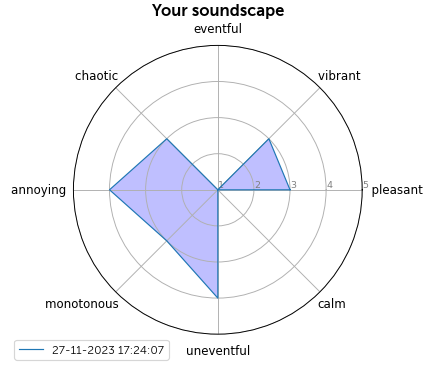 Your soundscape
eventful
chaotic
vibrant
annoying
1 2 3 4 5
pleasant
monotonous
calm
uneventful
27-11-2023 17:24:07